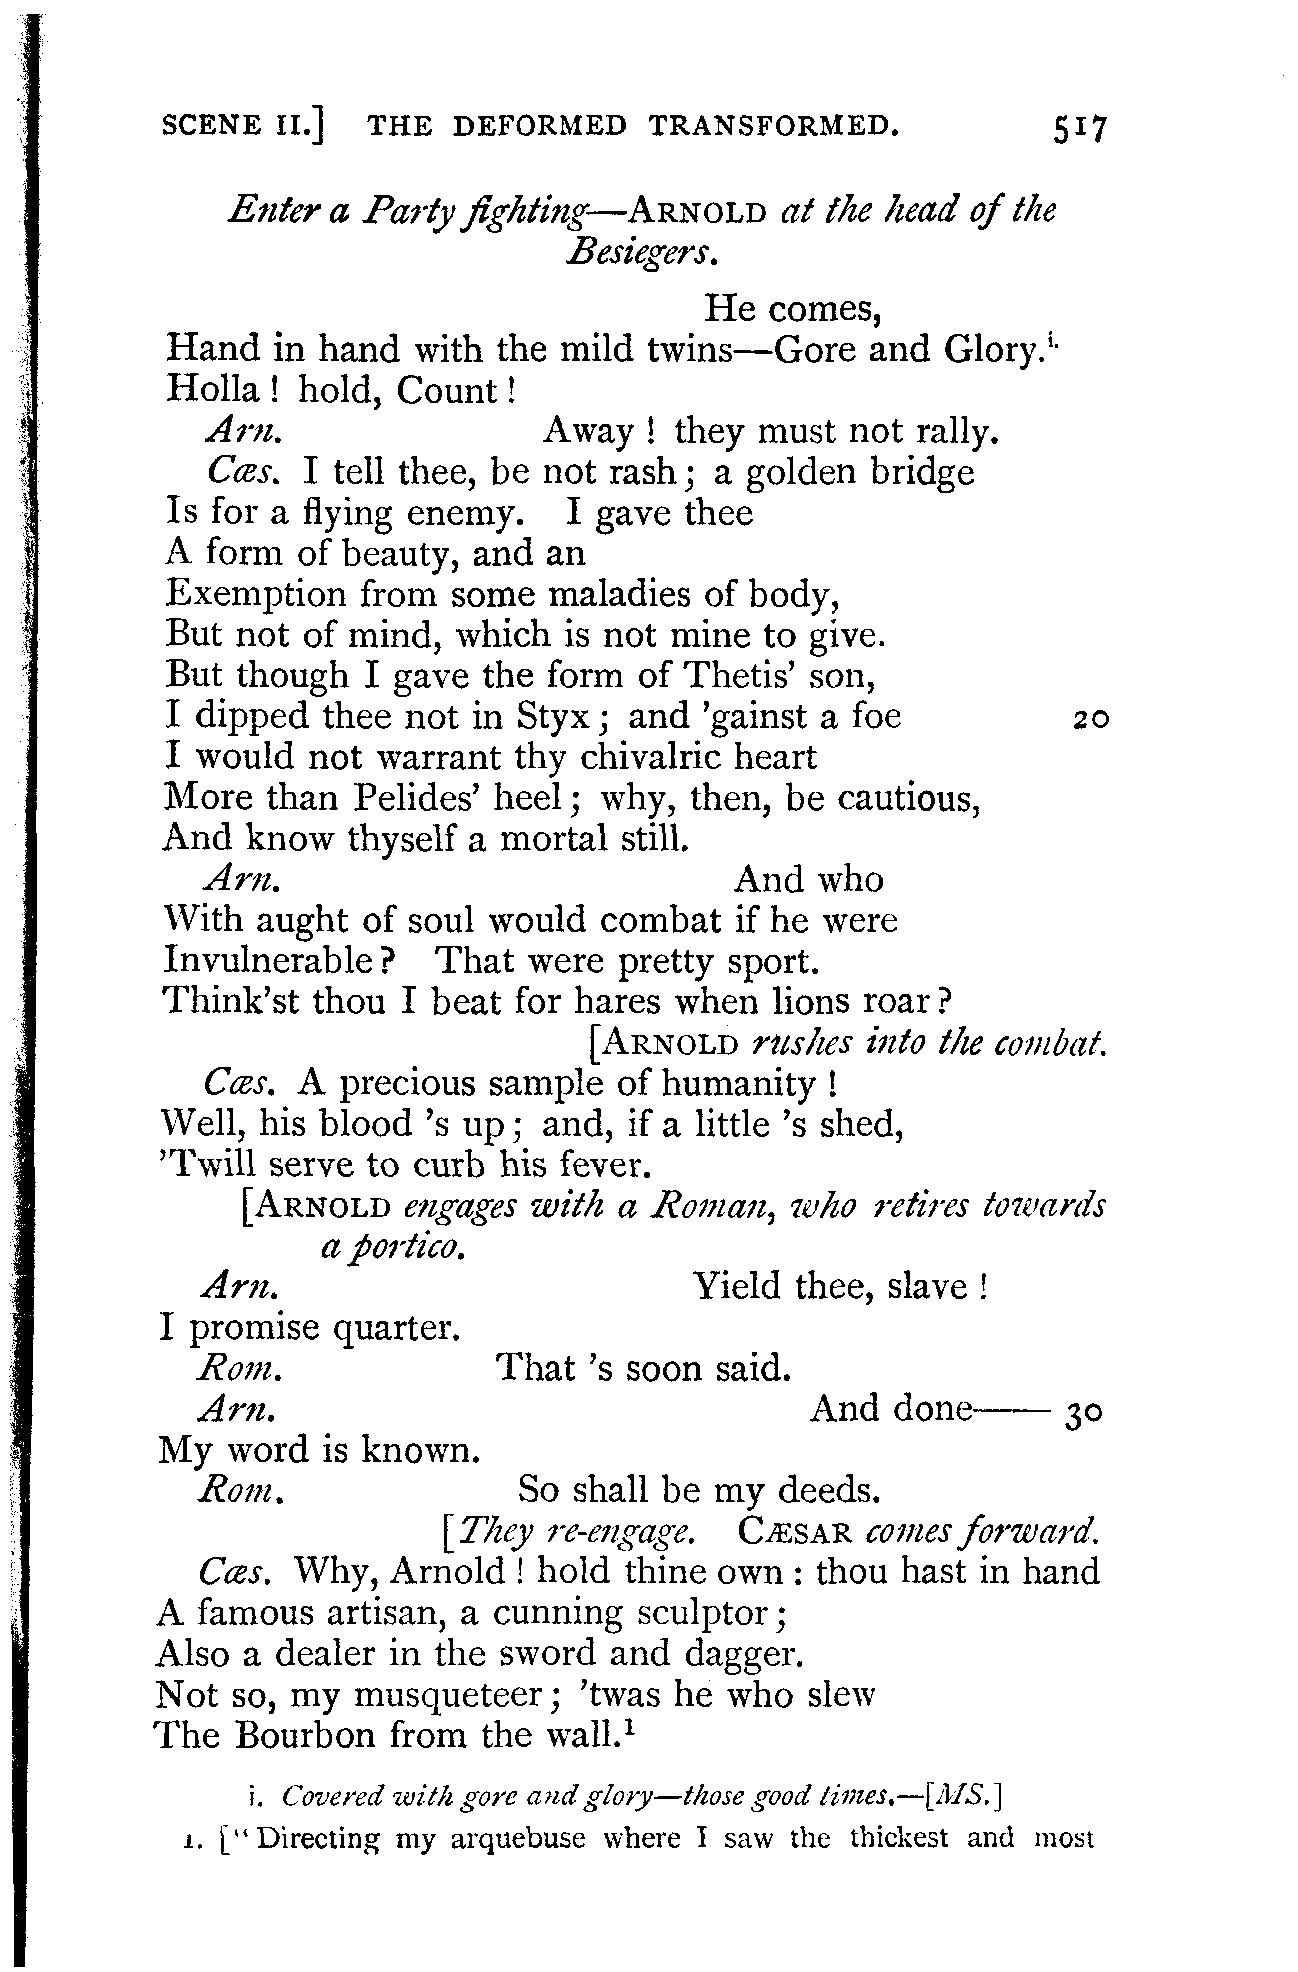 SCENE II.] THE DEFORMED TRANSFORMED. 517
Enter a Party fighting—ARNOLD at the head of the
Besiegers.
He comes,
Hand in hand with the mild twins—Gore and Glory.i.
Holla! hold, Count!
Arn. Away! they must not rally.
Cæs. I tell thee, be not rash; a golden bridge
Is for a flying enemy. I gave thee
A form of beauty, and an
Exemption from some maladies of body,
But not of mind, which is not mine to give.
But though I gave the form of Thetis' son,
I dipped thee not in Styx; and 'gainst a foe 20
I would not warrant thy chivalric heart
More than Pelides' heel; why, then, be cautious,
And know thyself a mortal still.
Arn. And who
With aught of soul would combat if he were
Invulnerable? That were pretty sport.
Think'st thou I beat for hares when lions roar?
[ARNOLD rushes into the combat.
Cæs. A precious sample of humanity!
Well, his blood 's up; and, if a little 's shed,
'Twill serve to curb his fever.
[ARNOLD engages with a Roman, who retires towards
a portico.
Arn. Yield thee, slave!
I promise quarter.
Rom. That 's soon said.
Arn. And done—— 30
My word is known.
Rom. So shall be my deeds.
[They re-engage. CÆSAR comes forward.
Cæs. Why, Arnold! hold thine own: thou hast in hand
A famous artisan, a cunning sculptor;
Also a dealer in the sword and dagger.
Not so, my musqueteer; 'twas he who slew
The Bourbon from the wall.1
i. Covered with gore and glory—those good times.—[MS.]
1. ["Directing my arquebuse where I saw the thickest and most